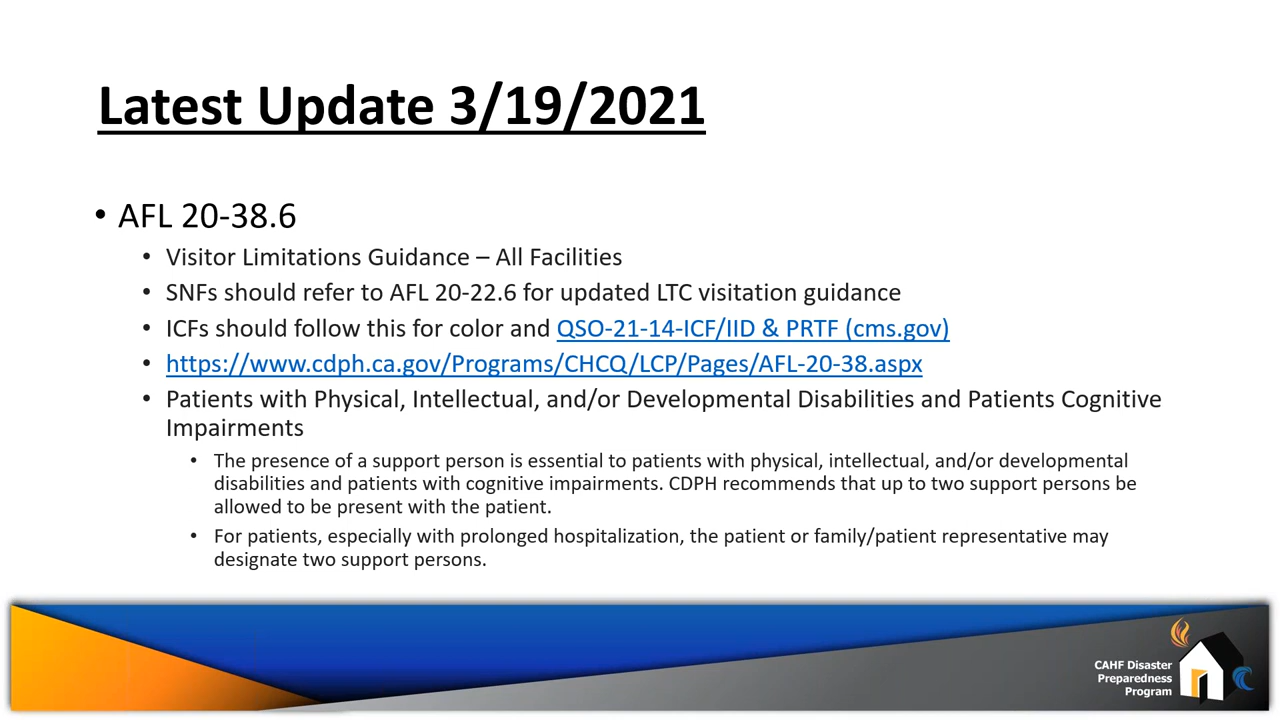 Latest Update 3/19/2021
• AFL 20-38.6
• Visitor Limitations Guidance – All Facilities
• SNFs should refer to AFL 20-22.6 for updated LTC visitation guidance
• ICFs should follow this for color and QSO-21-14-ICF/IID & PRTF (cms.gov)
• https://www.cdph.ca.gov/Programs/CHCQ/LCP/Pages/AFL-20-38.aspx
• Patients with Physical, Intellectual, and/or Developmental Disabilities and Patients Cognitive
Impairments
• The presence of a support person is essential to patients with physical, intellectual, and/or developmental
disabilities and patients with cognitive impairments. CDPH recommends that up to two support persons be
allowed to be present with the patient.
• For patients, especially with prolonged hospitalization, the patient or family/patient representative may
designate two support persons.
CAHF Disaster
Preparedness
Program